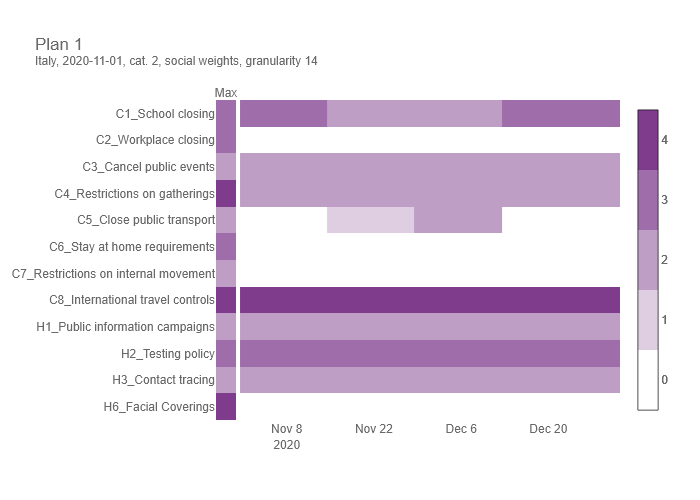 Plan 1
Italy, 2020-11-01, cat. 2, social weights, granularity 14
Max
C1_School closing
C2_Workplace closing
C3_Cancel public events
C4_Restrictions on gatherings
C5_Close public transport
C6_Stay at home requirements
C7_Restrictions on internal movement
C8_International travel controls
H1_Public information campaigns
H2_Testing policy
H3_Contact tracing
H6_Facial Coverings
Nov 8 Nov 22 Dec 6 Dec 20
2020
4
3
2
1
0